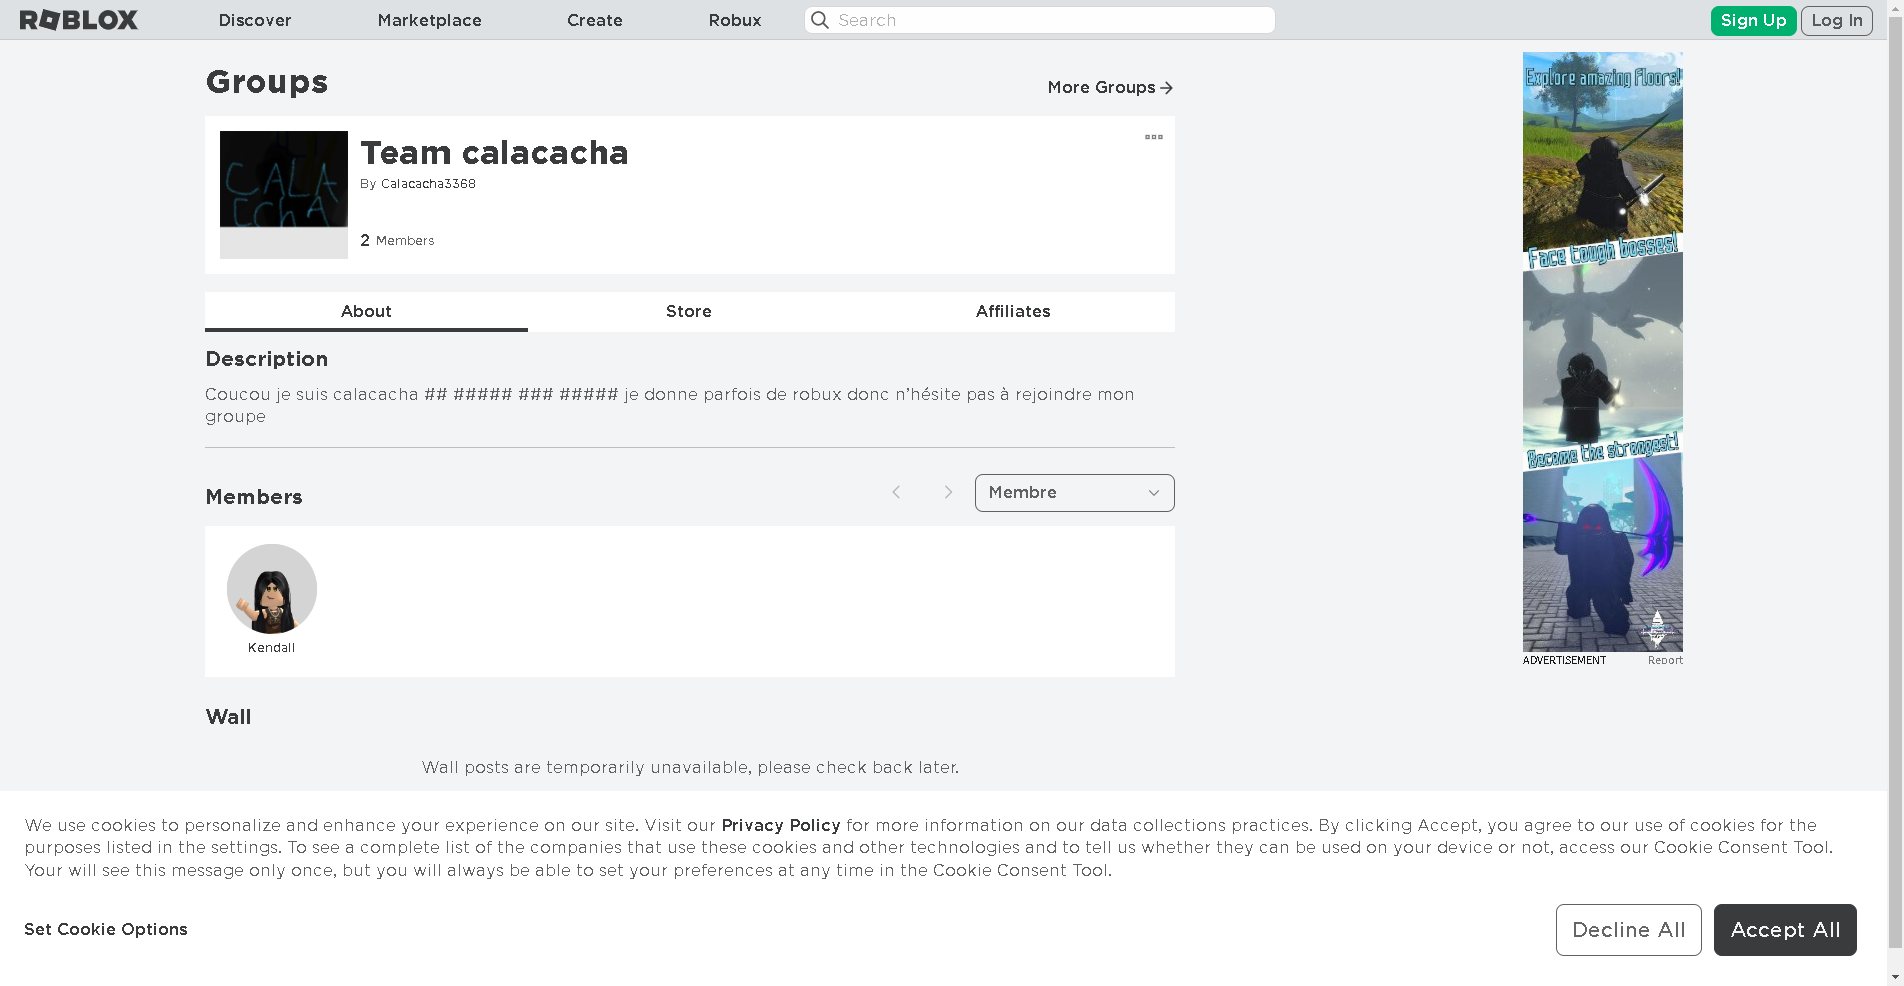 ROBLOX
Discover
Marketplace
Create
Robux
Search
Sign Up
Log In
Groups
More Groups
CALA
CChA
Team calacacha
By Calacacha3368
2 Members
About
Store
Affiliates
Description
Coucou je suis calacacha ## ##### ### ##### je donne parfois de robux donc n'hésite pas à rejoindre mon
groupe
Members
Membre
Kendall
Wall
Wall posts are temporarily unavailable, please check back later.
Explore amazing floors!
Face tough bosses!
Become the strongest!
ADVERTISEMENT
Report
We use cookies to personalize and enhance your experience on our site. Visit our Privacy Policy for more information on our data collections practices. By clicking Accept, you agree to our use of cookies for the
purposes listed in the settings. To see a complete list of the companies that use these cookies and other technologies and to tell us whether they can be used on your device or not, access our Cookie Consent Tool.
Your will see this message only once, but you will always be able to set your preferences at any time in the Cookie Consent Tool.
Set Cookie Options
Decline All
Accept All